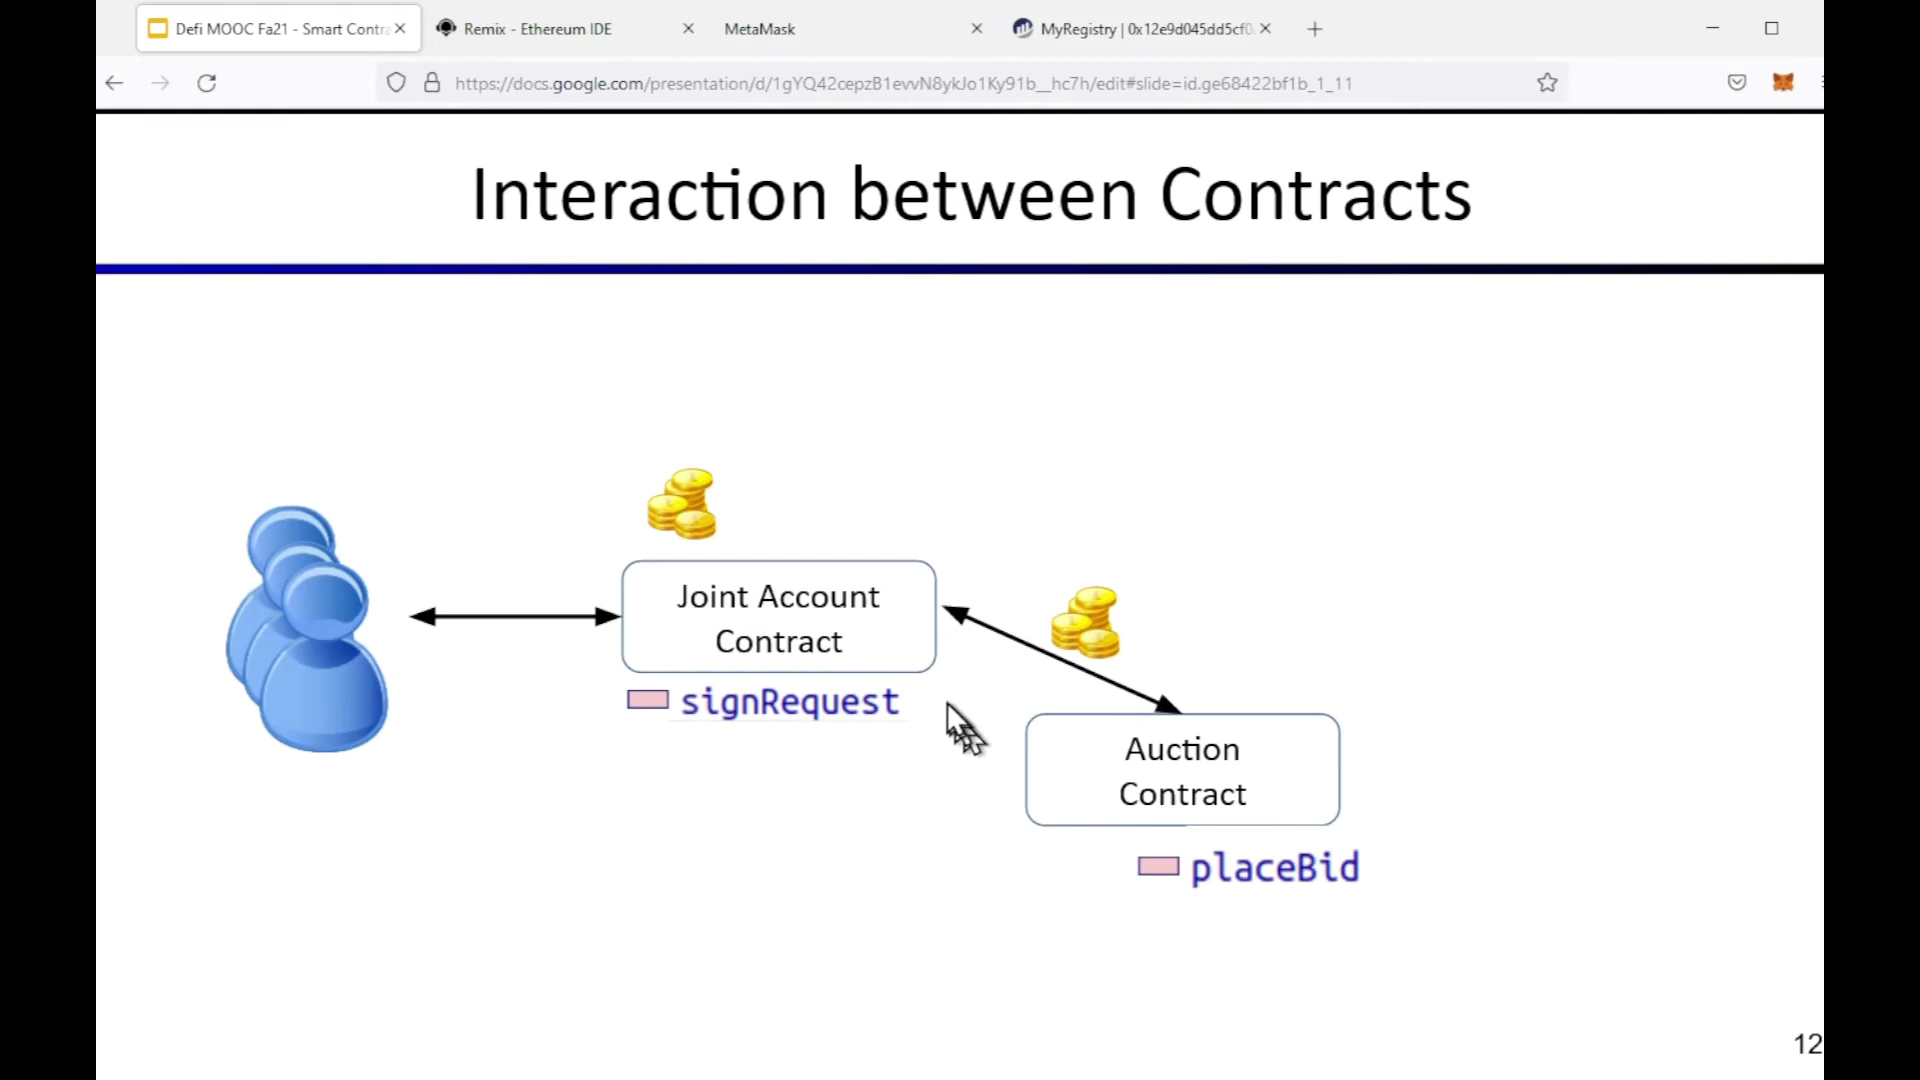 Defi MOOC Fa21 - Smart Contra
Remix - Ethereum IDE
MetaMask
MyRegistry | 0x12e9d045dd5cf0
https://docs.google.com/presentation/d/1gYQ42cepzB1evvN8ykJo1Ky91b__hc7h/edit#slide=id.ge68422bf1b_1_11
Interaction between Contracts
Joint Account
Contract
signRequest
Auction
Contract
placeBid
12